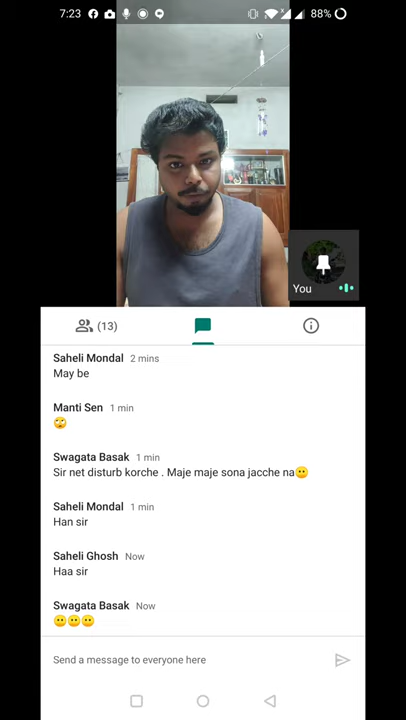 7:23
88%
You
(13)
Saheli Mondal 2 mins
May be
Manti Sen 1 min
🙄
Swagata Basak 1 min
Sir net disturb korche . Maje maje sona jacche na😶
Saheli Mondal 1 min
Han sir
Saheli Ghosh Now
Haa sir
Swagata Basak Now
😶😶😶
Send a message to everyone here